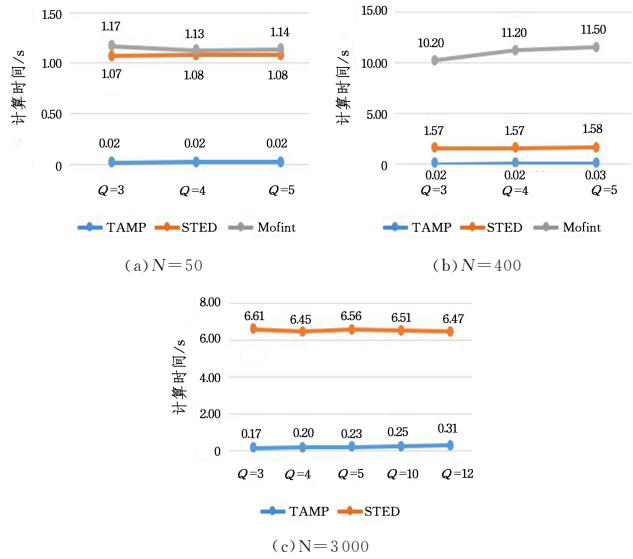 1.50
1.17
1.13
1.14
1.00
1.07
1.08
1.08
计算时间/s
0.50
0.02
0.02
0.02
0
Q=3
Q=4
Q=5
TAMP STED Mofint
(a)N=50
15.00
10.20
11.20
11.50
10.00
计算时间/s
5.00
1.57
1.57
1.58
0
0.02
0.02
0.03
Q=3
Q=4
Q=5
TAMP STED Mofint
(b)N=400
8.00
6.61
6.45
6.56
6.51
6.47
6.00
计算时间/s
4.00
2.00
0.17
0.20
0.23
0.25
0.31
0
Q=3
Q=4
Q=5
Q=10
Q=12
TAMP STED
(c)N=3000